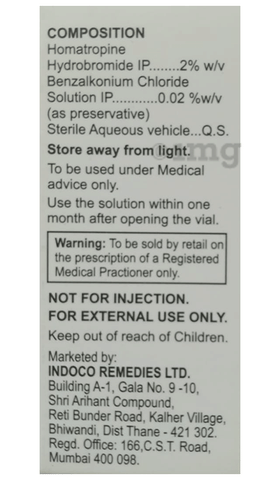 COMPOSITION
Homatropine
Hydrobromide IP........2% w/v
Benzalkonium Chloride
Solution IP............0.02 %w/v
(as preservative)
Sterile Aqueous vehicle...Q.S.
Store away from light.
To be used under Medical
advice only.
Use the solution within one
month after opening the vial.
Warning: To be sold by retail on
the prescription of a Registered
Medical Practioner only.
NOT FOR INJECTION.
FOR EXTERNAL USE ONLY.
Keep out of reach of Children.
Marketed by:
INDOCO REMEDIES LTD.
Building A-1, Gala No. 9 -10,
Shri Arihant Compound,
Reti Bunder Road, Kalher Village,
Bhiwandi, Dist Thane - 421 302.
Regd. Office: 166,C.S.T. Road,
Mumbai 400 098.